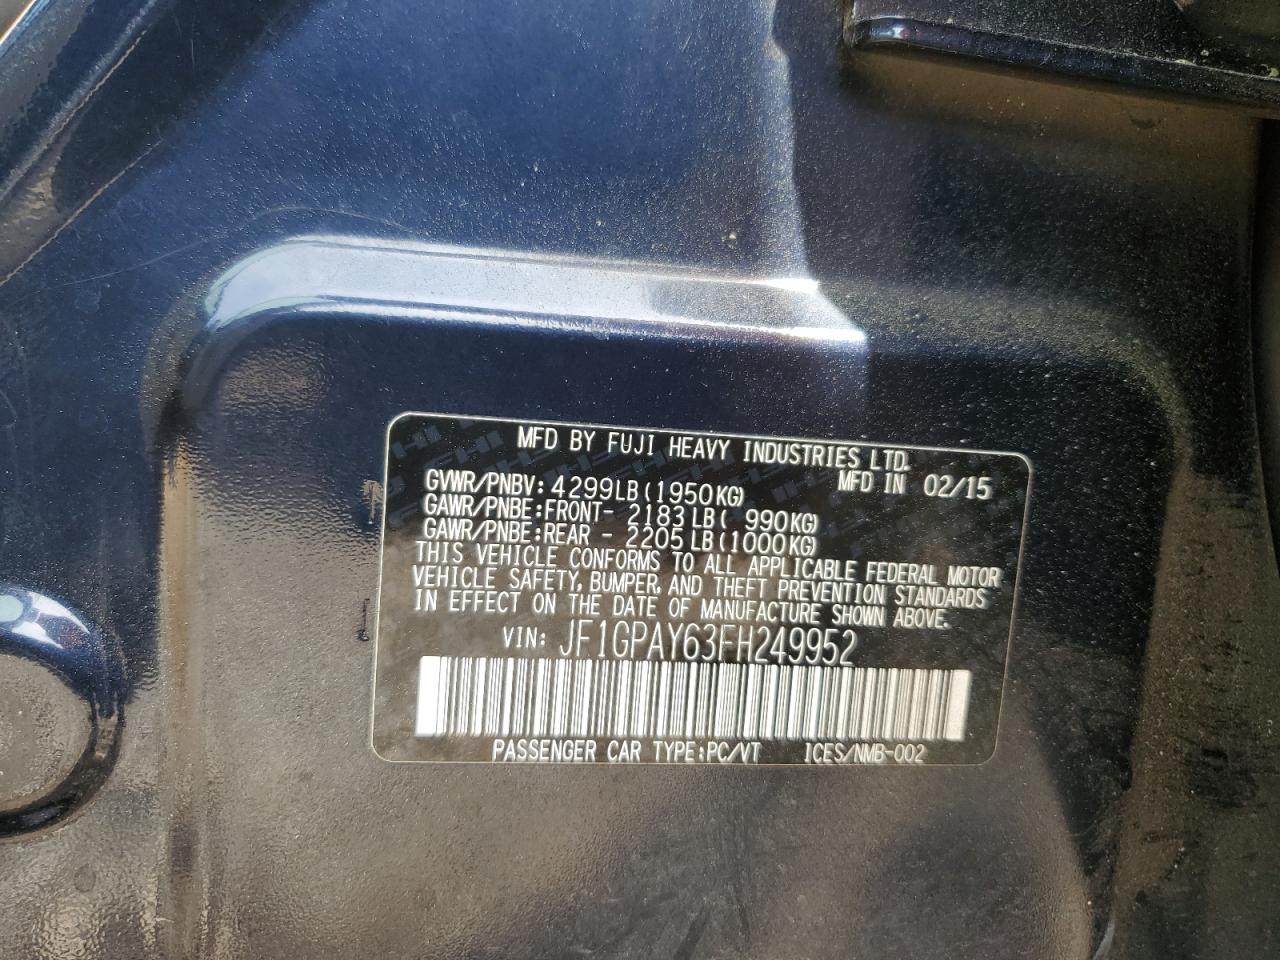 MFD BY FUJI HEAVY INDUSTRIES LTD.
GVWR/PNBV: 4299LB(1950KG) MFD IN 02/15
GAWR/PNBE:FRONT- 2183LB( 990KG)
GAWR/PNBE:REAR - 2205LB(1000KG)
THIS VEHICLE CONFORMS TO ALL APPLICABLE FEDERAL MOTOR
VEHICLE SAFETY, BUMPER, AND THEFT PREVENTION STANDARDS
IN EFFECT ON THE DATE OF MANUFACTURE SHOWN ABOVE.
VIN: JF1GPAY63FH249952
PASSENGER CAR TYPE:PC/VT ICES/NMB-002